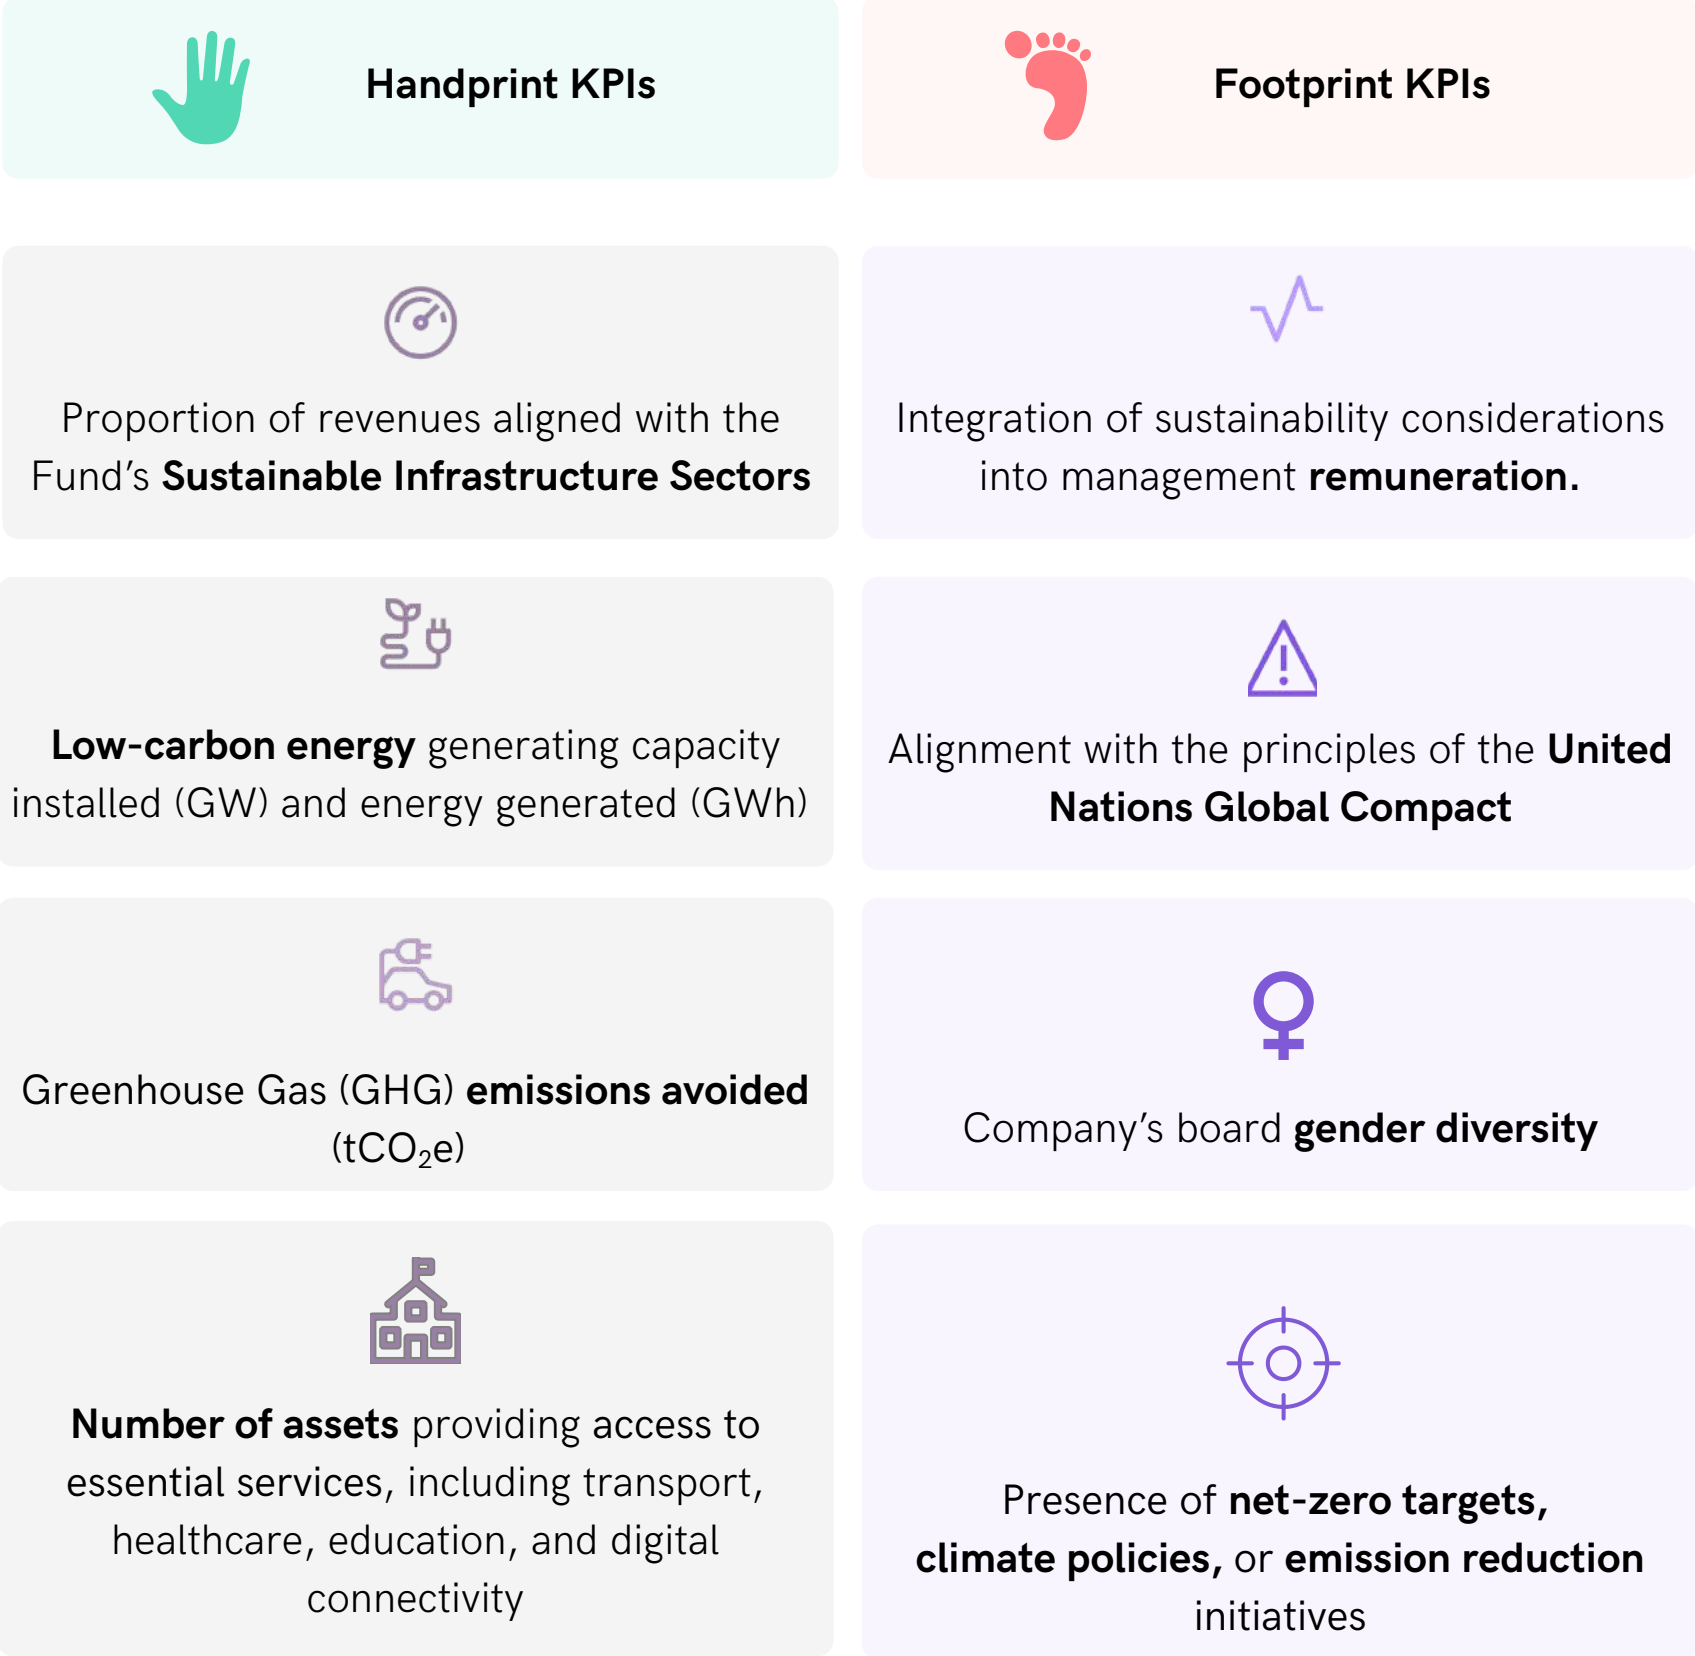 Handprint KPIs
Footprint KPIs
Proportion of revenues aligned with the
Fund’s Sustainable Infrastructure Sectors
Integration of sustainability considerations
into management remuneration.
Low-carbon energy generating capacity
installed (GW) and energy generated (GWh)
Alignment with the principles of the United
Nations Global Compact
Greenhouse Gas (GHG) emissions avoided
(tCO₂e)
Company’s board gender diversity
Number of assets providing access to
essential services, including transport,
healthcare, education, and digital
connectivity
Presence of net-zero targets,
climate policies, or emission reduction
initiatives